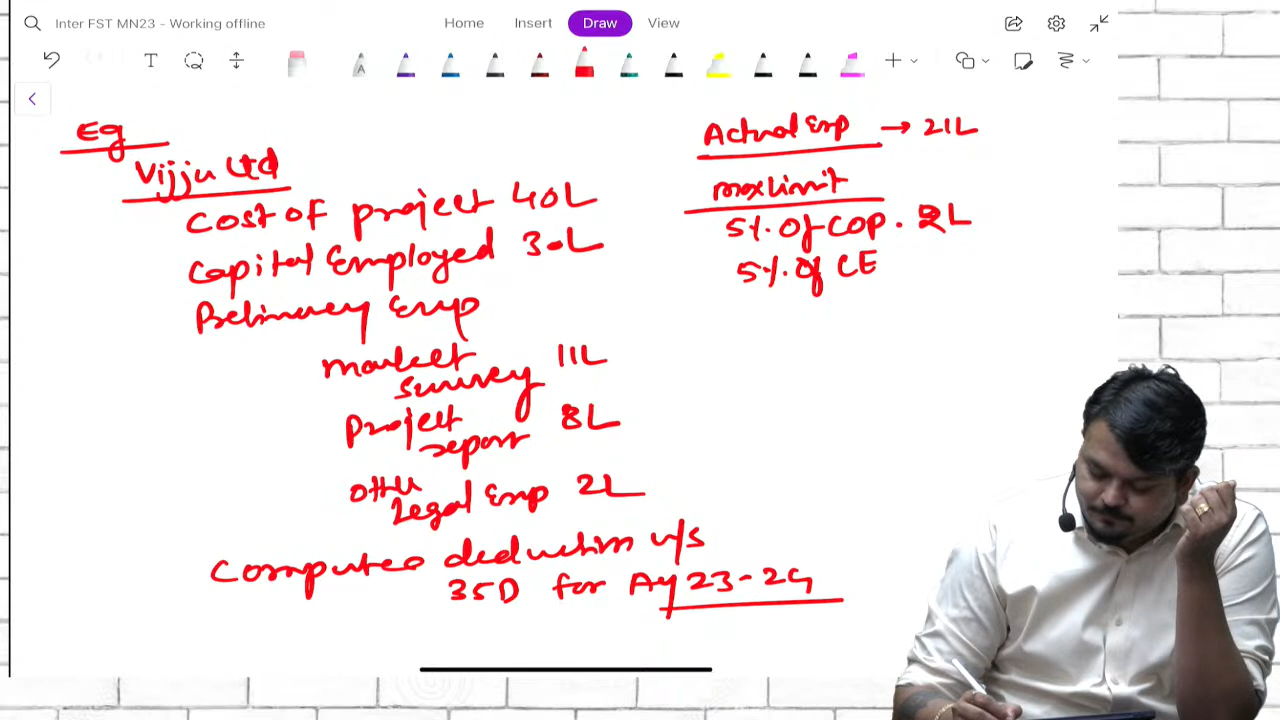 Inter FST MN23 - Working offline
Home Insert Draw View
Eg
Vijju Ltd
Cost of project 40L
Capital Employed 30L
Preliminary Exp
Market survey 11L
Project report 8L
Other Legal Exp 2L
Compute deduction u/s
35D for AY 23-24
Actual Exp → 21L
Max limit
5% of COP. 2L
5% of CE